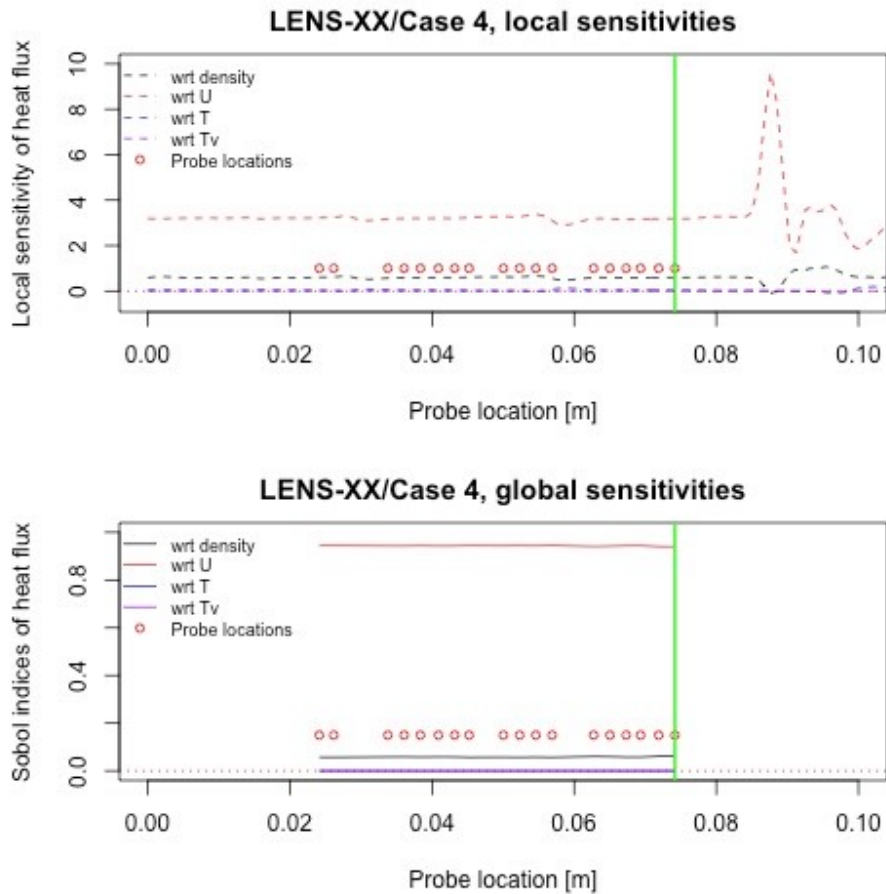 LENS-XX/Case 4, local sensitivities
Local sensitivity of heat flux
10
8
6
4
2
0
wrt density
wrt U
wrt T
wrt Tv
Probe locations
0.00 0.02 0.04 0.06 0.08 0.10
Probe location [m]
LENS-XX/Case 4, global sensitivities
Sobol indices of heat flux
0.8
0.4
0.0
wrt density
wrt U
wrt T
wrt Tv
Probe locations
0.00 0.02 0.04 0.06 0.08 0.10
Probe location [m]